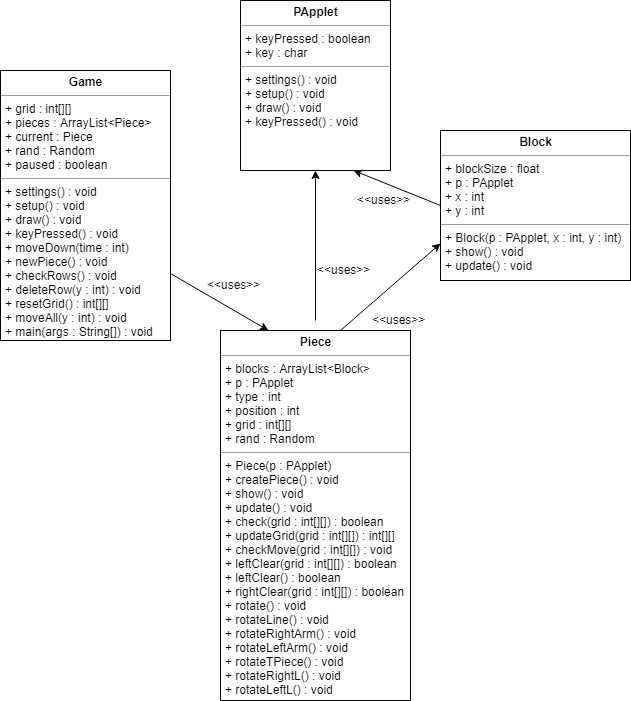 PApplet
+ keyPressed : boolean
+ key : char
+ settings() : void
+ setup() : void
+ draw() : void
+ keyPressed() : void
Game
+ grid : int[][]
+ pieces : ArrayList<Piece>
+ current : Piece
+ rand : Random
+ paused : boolean
+ settings() : void
+ setup() : void
+ draw() : void
+ keyPressed() : void
+ moveDown(time : int)
+ newPiece() : void
+ checkRows() : void
+ deleteRow(y : int) : void
+ resetGrid() : int[][]
+ moveAll(y : int) : void
+ main(args : String[]) : void
Block
+ blockSize : float
+ p : PApplet
+ x : int
+ y : int
+ Block(p : PApplet, x : int, y : int)
+ show() : void
+ update() : void
<<uses>>
<<uses>>
<<uses>>
<<uses>>
Piece
+ blocks : ArrayList<Block>
+ p : PApplet
+ type : int
+ position : int
+ grid : int[][]
+ rand : Random
+ Piece(p : PApplet)
+ createPiece() : void
+ show() : void
+ update() : void
+ check(grid : int[][]) : boolean
+ updateGrid(grid : int[][]) : int[][]
+ checkMove(grid : int[][]) : void
+ leftClear(grid : int[][]) : boolean
+ leftClear() : boolean
+ rightClear(grid : int[][]) : boolean
+ rotate() : void
+ rotateLine() : void
+ rotateRightArm() : void
+ rotateLeftArm() : void
+ rotateTPiece() : void
+ rotateRightL() : void
+ rotateLeftL() : void